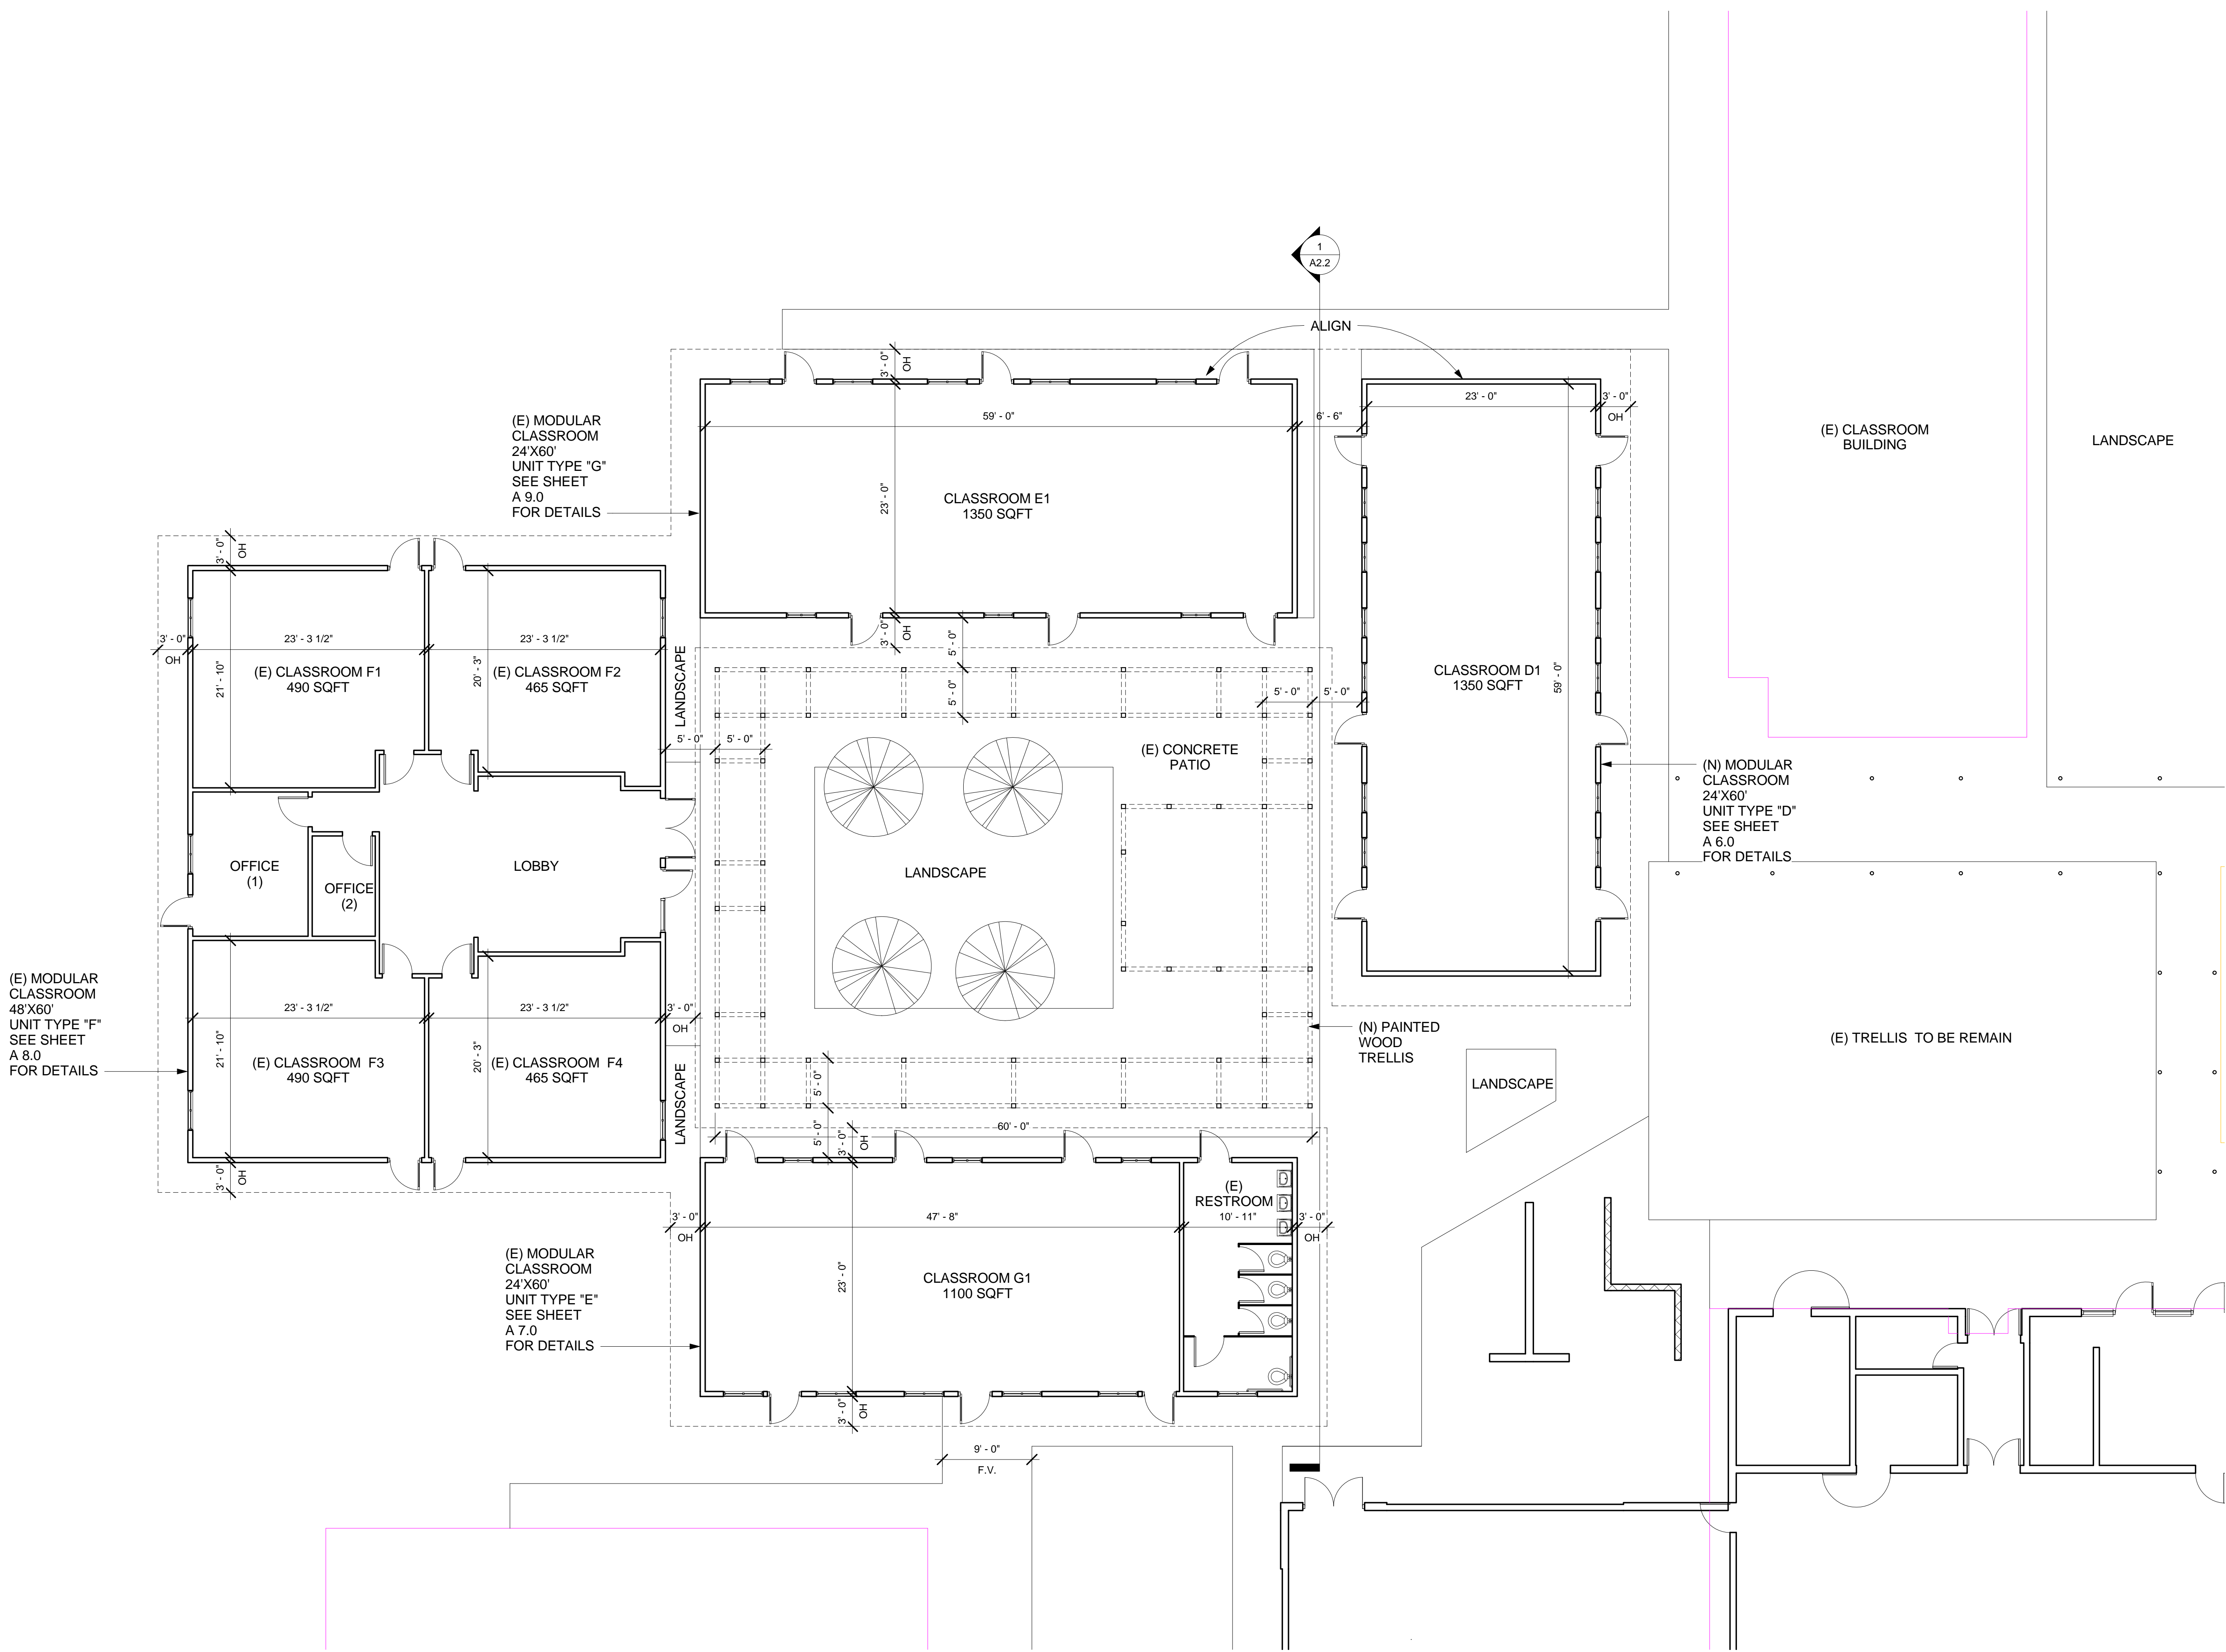 1
A2.2
ALIGN
3' - 0"
OH
59' - 0"
6' - 6"
23' - 0"
3' - 0"
OH
(E) MODULAR
CLASSROOM
24'X60'
UNIT TYPE "G"
SEE SHEET
A 9.0
FOR DETAILS
23' - 0"
CLASSROOM E1
1350 SQFT
(E) CLASSROOM
BUILDING
LANDSCAPE
3' - 0"
OH
3' - 0"
OH
23' - 3 1/2"
23' - 3 1/2"
21' - 10"
(E) CLASSROOM F1
490 SQFT
20' - 3"
(E) CLASSROOM F2
465 SQFT
LANDSCAPE
3' - 0"
OH
5' - 0"
5' - 0"
CLASSROOM D1
1350 SQFT
59' - 0"
5' - 0"
5' - 0"
5' - 0"
5' - 0"
(E) CONCRETE
PATIO
(N) MODULAR
CLASSROOM
24'X60'
UNIT TYPE "D"
SEE SHEET
A 6.0
FOR DETAILS
OFFICE
(1)
OFFICE
(2)
LOBBY
LANDSCAPE
(E) MODULAR
CLASSROOM
48'X60'
UNIT TYPE "F"
SEE SHEET
A 8.0
FOR DETAILS
23' - 3 1/2"
23' - 3 1/2"
3' - 0"
OH
21' - 10"
(E) CLASSROOM  F3
490 SQFT
20' - 3"
(E) CLASSROOM  F4
465 SQFT
LANDSCAPE
(N) PAINTED
WOOD
TRELLIS
LANDSCAPE
(E) TRELLIS  TO BE REMAIN
5' - 0"
5' - 0"
3' - 0"
OH
60' - 0"
3' - 0"
OH
(E)
RESTROOM
3' - 0"
OH
47' - 8"
10' - 11"
3' - 0"
OH
(E) MODULAR
CLASSROOM
24'X60'
UNIT TYPE "E"
SEE SHEET
A 7.0
FOR DETAILS
23' - 0"
CLASSROOM G1
1100 SQFT
3' - 0"
OH
9' - 0"
F.V.